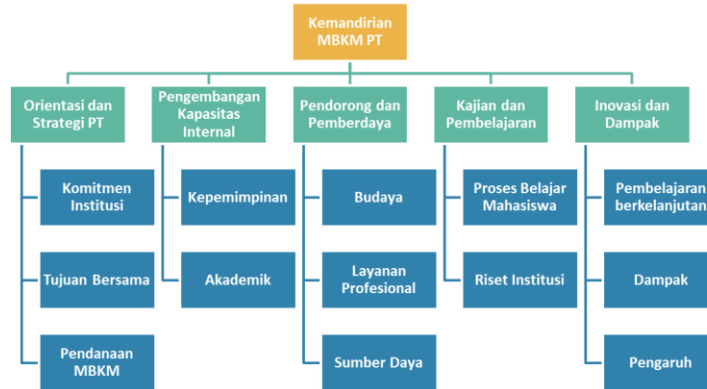 Kemandirian
MBKM PT
Orientasi dan
Strategi PT
Pengembangan
Kapasitas
Internal
Pendorong dan
Pemberdaya
Kajian dan
Pembelajaran
Inovasi dan
Dampak
Komitmen
Institusi
Tujuan Bersama
Pendanaan
MBKM
Kepemimpinan
Akademik
Budaya
Layanan
Profesional
Sumber Daya
Proses Belajar
Mahasiswa
Riset Institusi
Pembelajaran
berkelanjutan
Dampak
Pengaruh